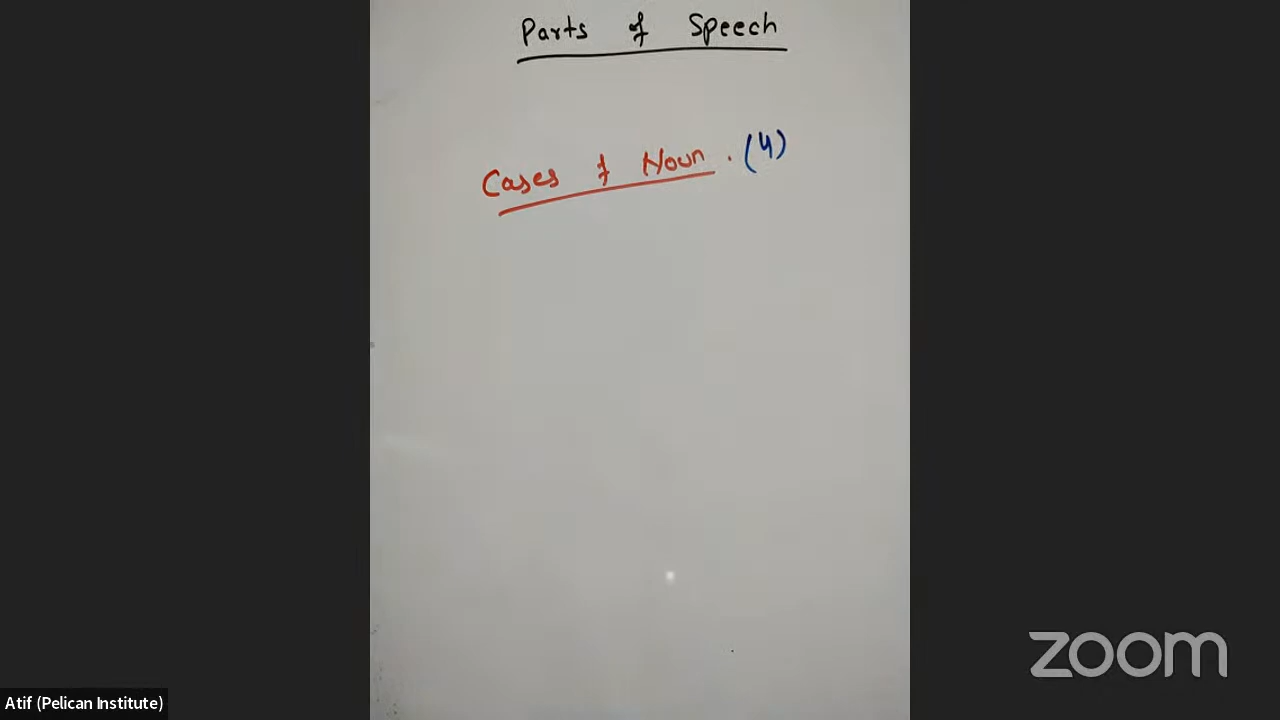 Parts of Speech
Cases of Noun . (4)
zoom
Atif (Pelican Institute)